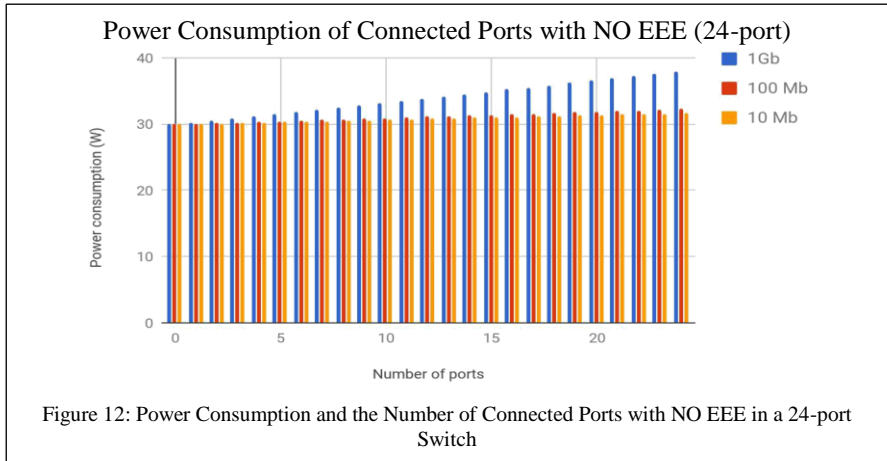 Power Consumption of Connected Ports with NO EEE (24-port)
40
30
20
10
0
Power consumption (W)
0
5
10
15
20
Number of ports
1Gb
100 Mb
10 Mb
Figure 12: Power Consumption and the Number of Connected Ports with NO EEE in a 24-port
Switch